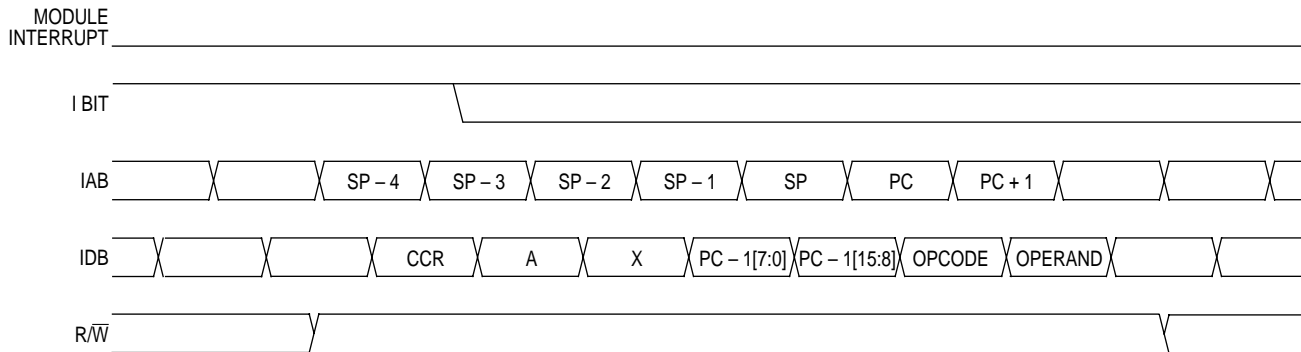 MODULE
INTERRUPT
I BIT
IAB SP – 4 SP – 3 SP – 2 SP – 1 SP PC PC + 1
IDB CCR A X PC – 1[7:0] PC – 1[15:8] OPCODE OPERAND
R/W̅